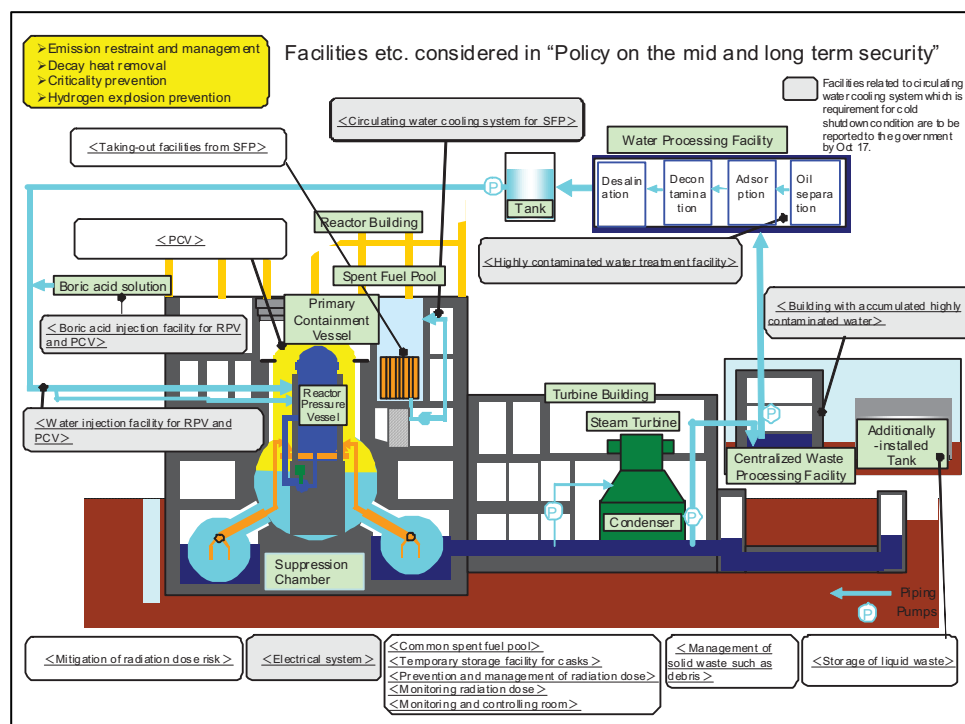 ➢Emission restraint and management
➢Decay heat removal
➢Criticality prevention
➢Hydrogen explosion prevention
Facilities etc. considered in “Policy on the mid and long term security”
Facilities related to circulating
water cooling system which is
requirement for cold
shutdown condition are to be
reported to the government
by Oct 17.
<Circulating water cooling system for SFP>
<Taking-out facilities from SFP>
Water Processing Facility
P
Tank
Desalin
ation
Decon
tamina
tion
Adsor
ption
Oil
separ
ation
Reactor Building
<PCV>
Spent Fuel Pool
<Highly contaminated water treatment facility>
Boric acid solution
Primary
Containment
Vessel
<Building with accumulated highly
contaminated water>
<Boric acid injection facility for RPV
and PCV>
Reactor
Pressure
Vessel
Turbine Building
Steam Turbine
P
<Water injection facility for RPV and
PCV>
Centralized Waste
Processing Facility
Additionally
-installed
Tank
P
Condenser
P
Suppression
Chamber
Piping
P
Pumps
<Mitigation of radiation dose risk>
<Electrical system>
<Common spent fuel pool>
<Temporary storage facility for casks>
<Prevention and management of radiation dose>
<Monitoring radiation dose>
<Monitoring and controlling room>
<Management of
solid waste such as
debris>
<Storage of liquid waste>